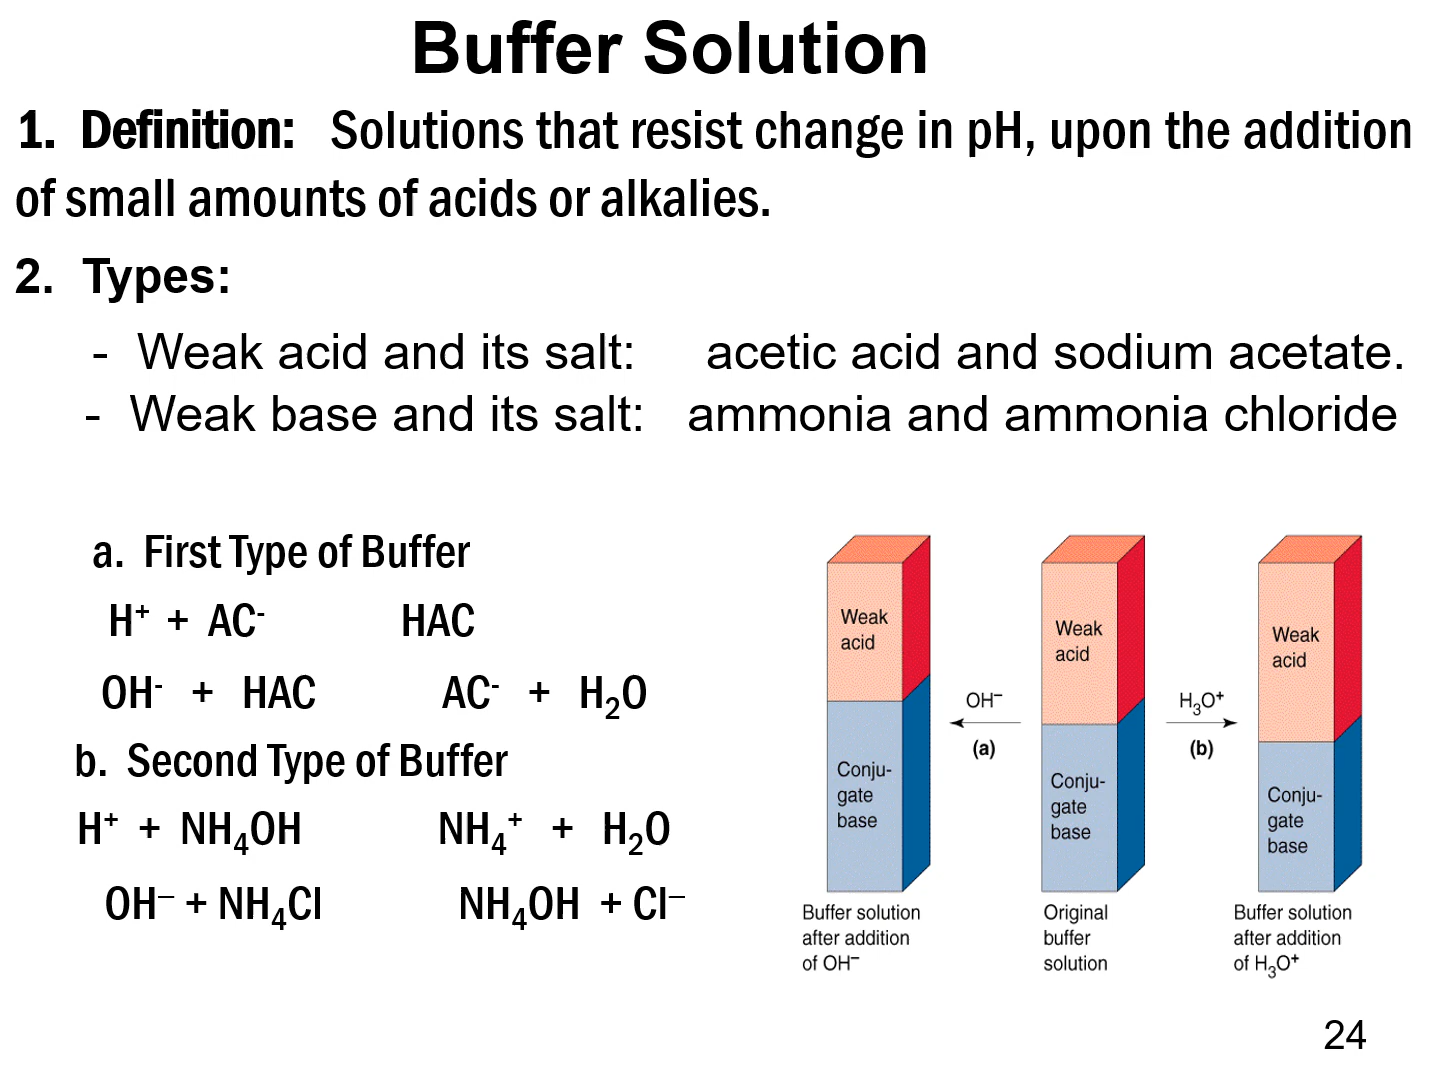 Buffer Solution
1. Definition: Solutions that resist change in pH, upon the addition
of small amounts of acids or alkalies.
2. Types:
- Weak acid and its salt: acetic acid and sodium acetate.
- Weak base and its salt: ammonia and ammonia chloride
a. First Type of Buffer
H⁺ + AC⁻ HAC
OH⁻ + HAC AC⁻ + H₂O
b. Second Type of Buffer
H⁺ + NH₄OH NH₄⁺ + H₂O
OH⁻ + NH₄Cl NH₄OH + Cl⁻
Weak
acid
Conju-
gate
base
Buffer solution
after addition
of OH⁻
OH⁻
(a)
Weak
acid
Conju-
gate
base
Original
buffer
solution
H₃O⁺
(b)
Weak
acid
Conju-
gate
base
Buffer solution
after addition
of H₃O⁺
24